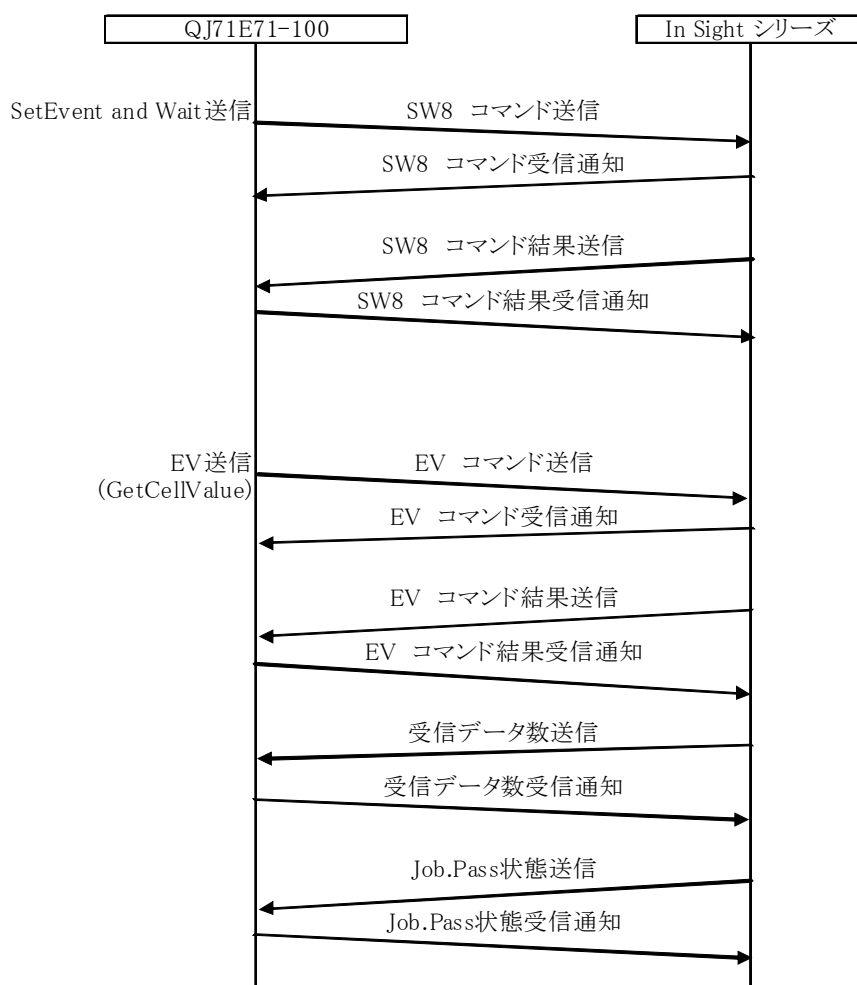 QJ71E71-100
In Sight シリーズ
SetEvent and Wait送信
SW8 コマンド送信
SW8 コマンド受信通知
SW8 コマンド結果送信
SW8 コマンド結果受信通知
EV送信
(GetCellValue)
EV コマンド送信
EV コマンド受信通知
EV コマンド結果送信
EV コマンド結果受信通知
受信データ数送信
受信データ数受信通知
Job.Pass状態送信
Job.Pass状態受信通知